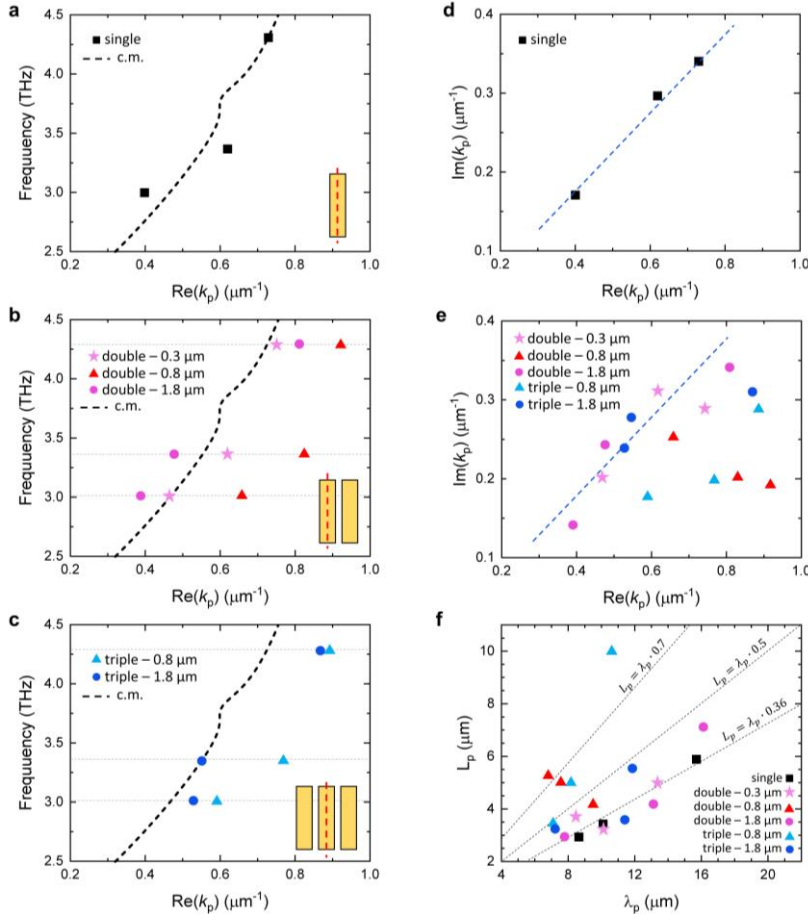 a
single
c.m.
4.5
4.0
3.5
3.0
2.5
Frequuency (THz)
0.2 0.4 0.6 0.8 1.0
Re(kp) (μm-1)
d
single
0.4
0.3
0.2
0.1
Im(kp) (μm-1)
0.2 0.4 0.6 0.8 1.0
Re(kp) (μm-1)
b
double – 0.3 μm
double – 0.8 μm
double – 1.8 μm
c.m.
4.5
4.0
3.5
3.0
2.5
Frequuency (THz)
0.2 0.4 0.6 0.8 1.0
Re(kp) (μm-1)
e
double – 0.3 μm
double – 0.8 μm
double – 1.8 μm
triple – 0.8 μm
triple – 1.8 μm
0.4
0.3
0.2
0.1
Im(kp) (μm-1)
0.2 0.4 0.6 0.8 1.0
Re(kp) (μm-1)
c
triple – 0.8 μm
triple – 1.8 μm
c.m.
4.5
4.0
3.5
3.0
2.5
Frequuency (THz)
0.2 0.4 0.6 0.8 1.0
Re(kp) (μm-1)
f
Lp = λp · 0.7
Lp = λp · 0.5
Lp = λp · 0.36
single
double – 0.3 μm
double – 0.8 μm
double – 1.8 μm
triple – 0.8 μm
triple – 1.8 μm
10
8
6
4
2
Lp (μm)
4 8 12 16 20
λp (μm)